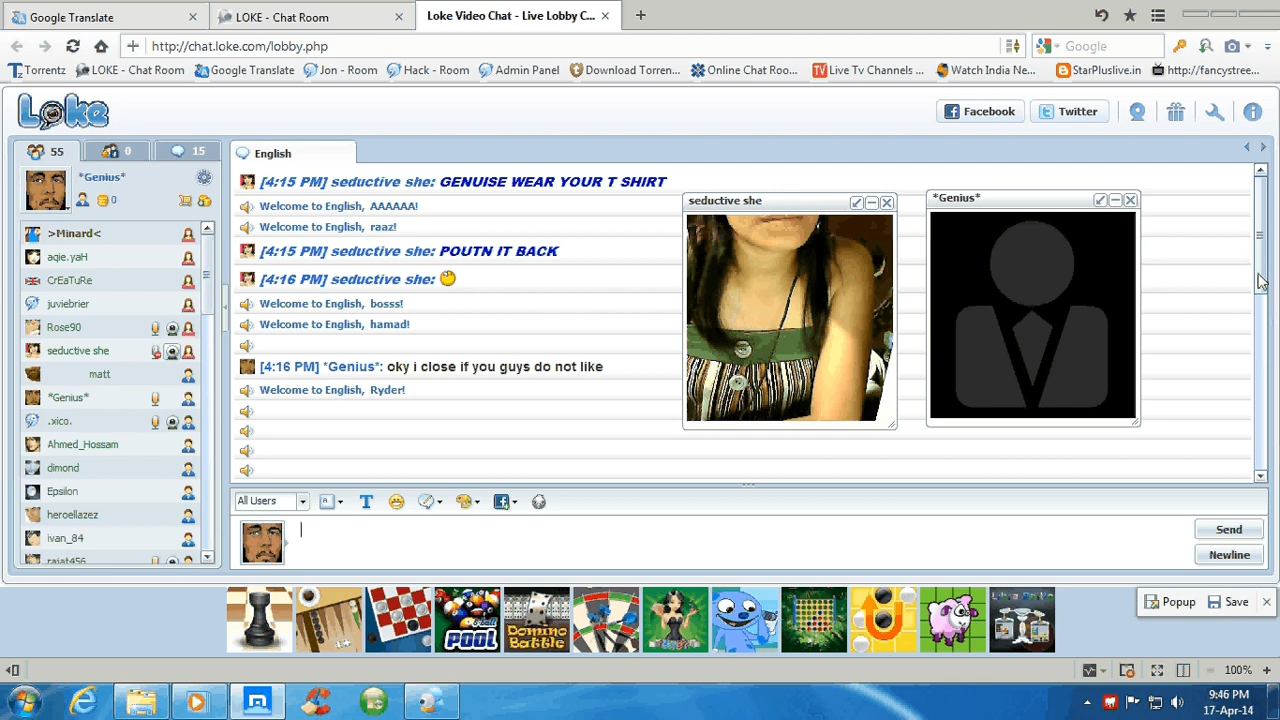 Google Translate
LOKE - Chat Room
Loke Video Chat - Live Lobby C...
http://chat.loke.com/lobby.php
Google
Torrentz
LOKE - Chat Room
Google Translate
Jon - Room
Hack - Room
Admin Panel
Download Torren...
Online Chat Roo...
Live Tv Channels ...
Watch India Ne...
StarPluslive.in
http://fancystree...
Loke
Facebook
Twitter
55
0
15
English
*Genius*
0
>Minard<
aqie.yaH
CrEaTuRe
juviebrier
Rose90
seductive she
matt
*Genius*
.xico.
Ahmed_Hossam
dimond
Epsilon
heroellazez
ivan_84
rajat456
[4:15 PM] seductive she: GENUISE WEAR YOUR T SHIRT
Welcome to English, AAAAAA!
Welcome to English, raaz!
[4:15 PM] seductive she: POUTN IT BACK
[4:16 PM] seductive she:
Welcome to English, bosss!
Welcome to English, hamad!
[4:16 PM] *Genius*: oky i close if you guys do not like
Welcome to English, Ryder!
seductive she
*Genius*
All Users
Send
Newline
8 ball
POOL
Domino
Battle
Popup
Save
100%
9:46 PM
17-Apr-14